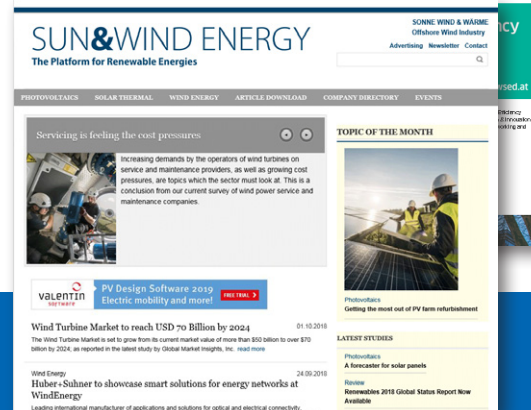 SONNE WIND & WÄRME
Offshore Wind Industry
SUN&WIND ENERGY
The Platform for Renewable Energies
Advertising Newsletter Contact
PHOTOVOLTAICS SOLAR THERMAL WIND ENERGY ARTICLE DOWNLOAD COMPANY DIRECTORY EVENTS
Servicing is feeling the cost pressures
Increasing demands by the operators of wind turbines on
service and maintenance providers, as well as growing cost
pressures, are topics which the sector must look at. This is a
conclusion from our current survey of wind power service and
maintenance companies.
valentin
software
PV Design Software 2019
Electric mobility and more!
FREE TRIAL
Wind Turbine Market to reach USD 70 Billion by 2024
01.10.2018
The Wind Turbine Market is set to grow from its current market value of more than $50 billion to over $70
billion by 2024, as reported in the latest study by Global Market Insights, Inc. read more
Wind Energy
24.09.2018
Huber+Suhner to showcase smart solutions for energy networks at
WindEnergy
Leading international manufacturer of applications and solutions for optical and electrical connectivity,
TOPIC OF THE MONTH
Photovoltaics
Getting the most out of PV farm refurbishment
LATEST STUDIES
Photovoltaics
A forecaster for solar panels
Review
Renewables 2018 Global Status Report Now
Available
ncy
wsed.at
Efficiency
& Innovation
working and